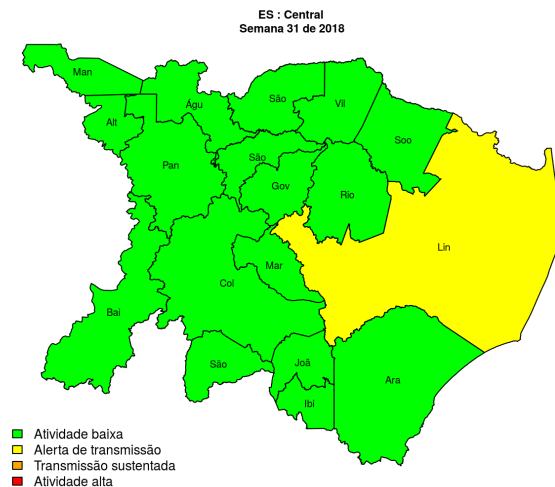 ES : Central
Semana 31 de 2018
Man
Águ
São
Vil
Alt
Soo
Pan
São
Gov
Rio
Lin
Mar
Col
Bai
São
Joã
Ara
Ibi
Atividade baixa
Alerta de transmissão
Transmissão sustentada
Atividade alta